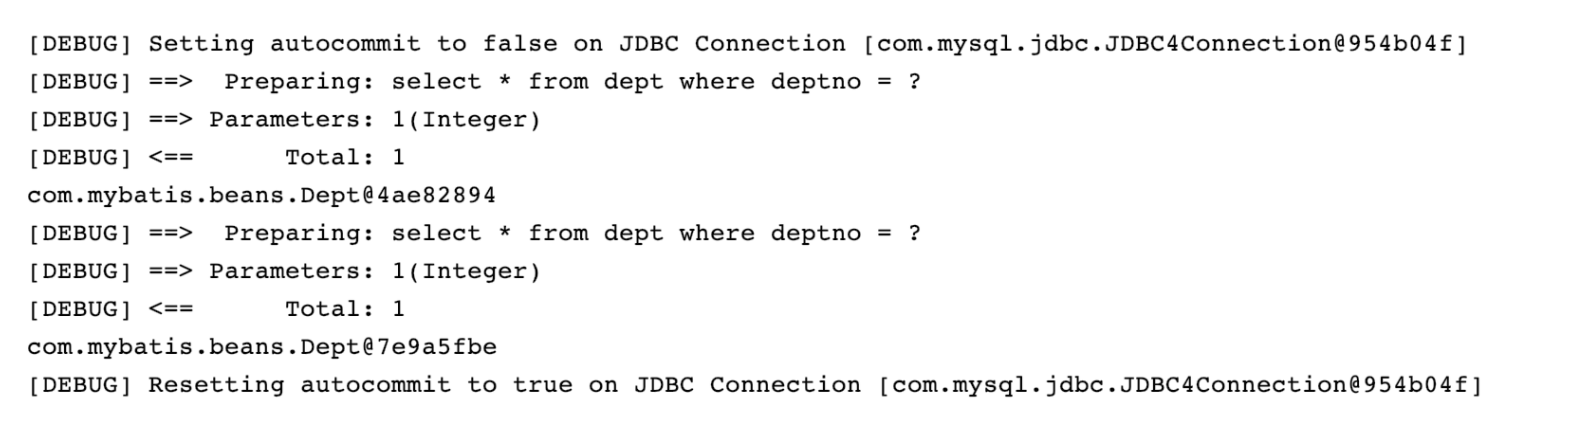 [DEBUG] Setting autocommit to false on JDBC Connection [com.mysql.jdbc.JDBC4Connection@954b04f]
[DEBUG] ==>  Preparing: select * from dept where deptno = ?
[DEBUG] ==> Parameters: 1(Integer)
[DEBUG] <==      Total: 1
com.mybatis.beans.Dept@4ae82894
[DEBUG] ==>  Preparing: select * from dept where deptno = ?
[DEBUG] ==> Parameters: 1(Integer)
[DEBUG] <==      Total: 1
com.mybatis.beans.Dept@7e9a5fbe
[DEBUG] Resetting autocommit to true on JDBC Connection [com.mysql.jdbc.JDBC4Connection@954b04f]